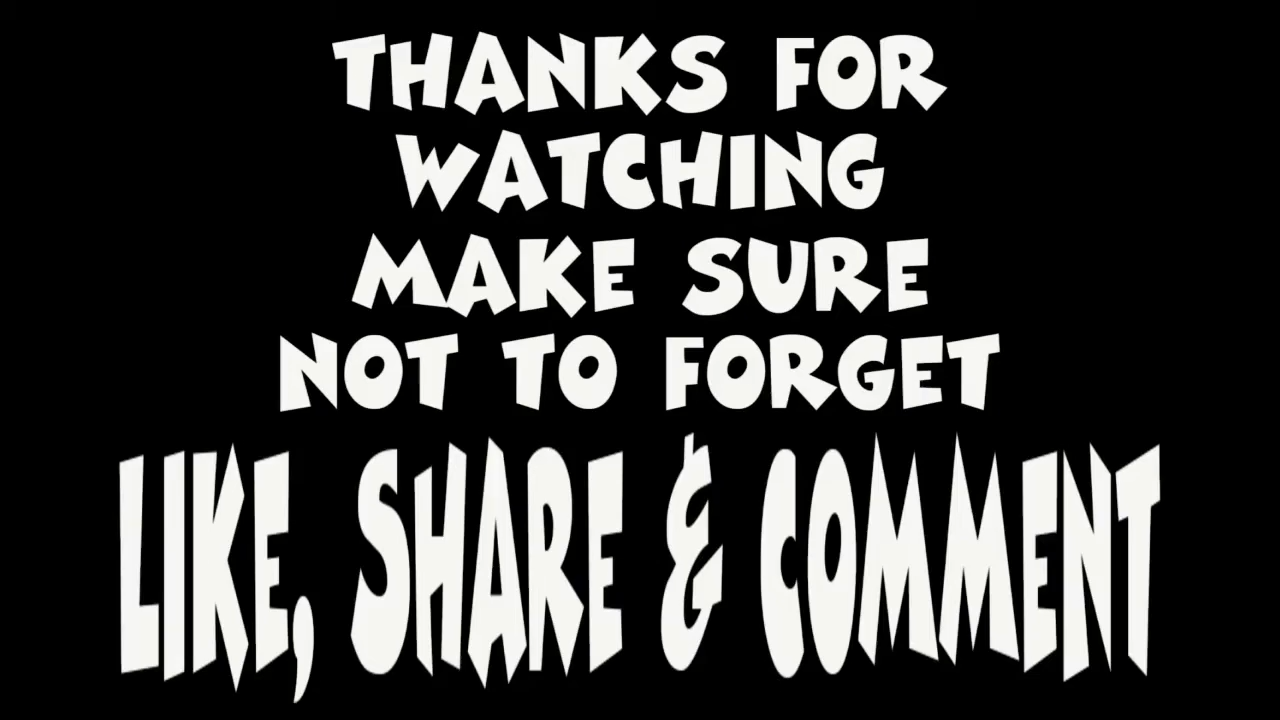 THANKS FOR
WATCHING
MAKE SURE
NOT TO FORGET
LIKE, SHARE & COMMENT